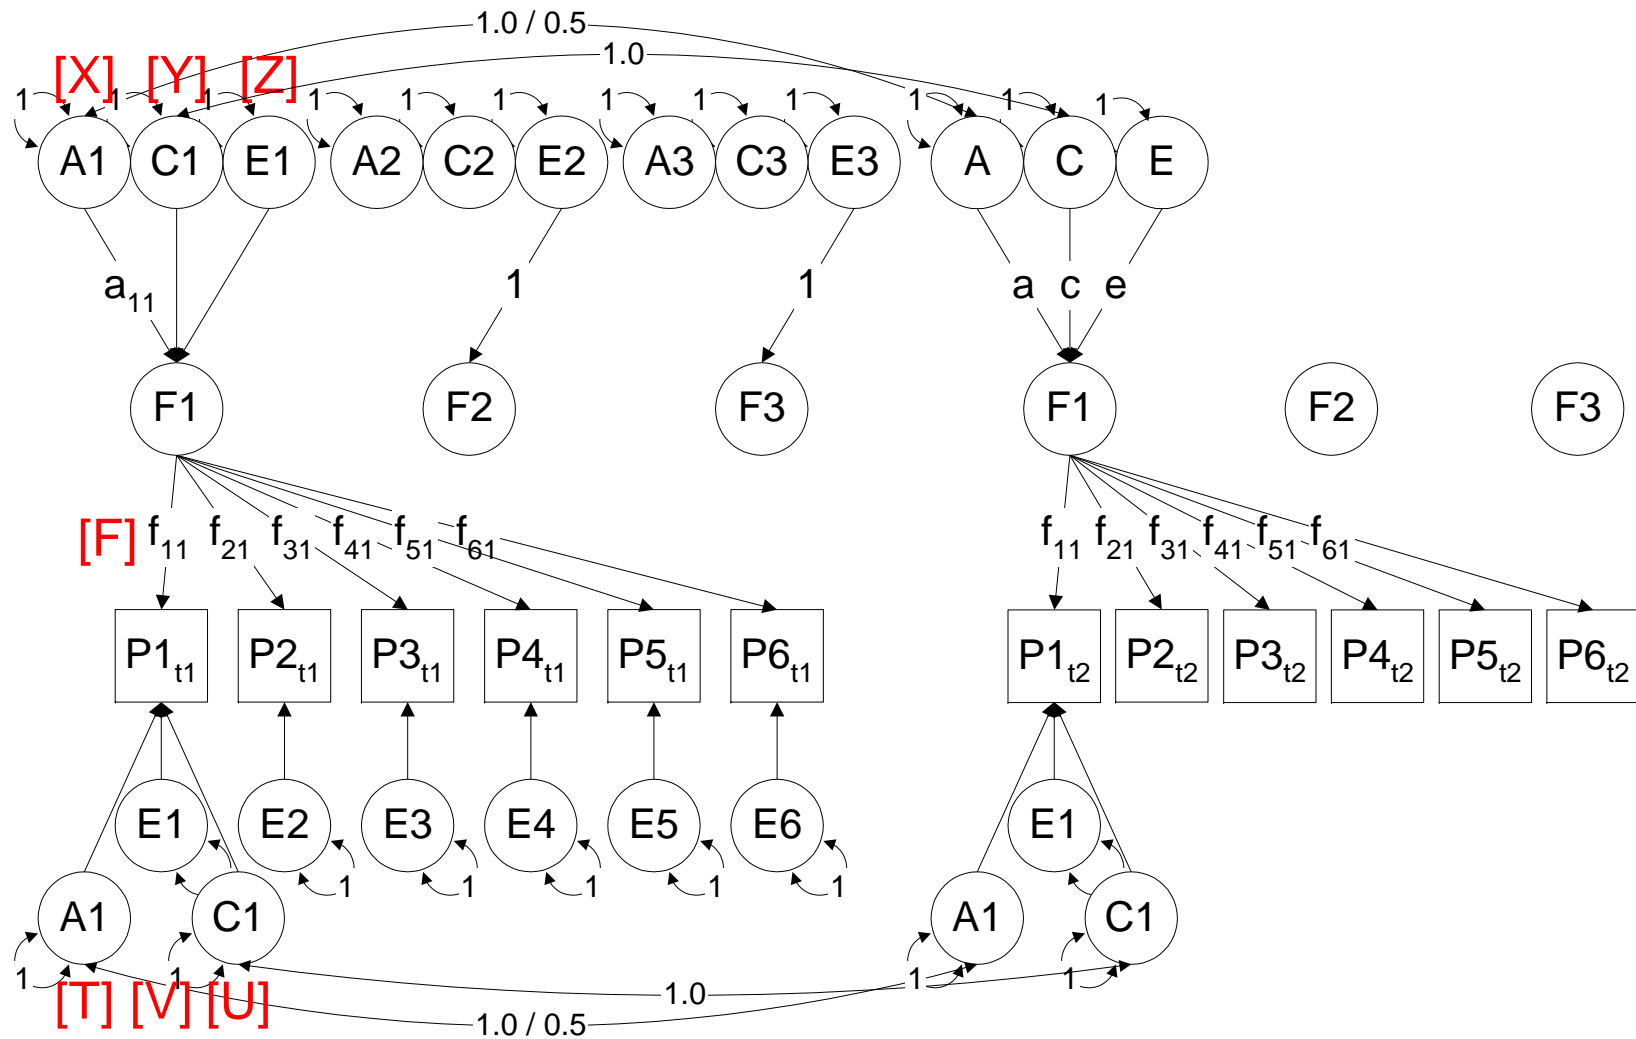 1.0 / 0.5
1.0
[X] [Y] [Z]
1 1 1 1 1 1 1 1 1 1 1 1
A1 C1 E1 A2 C2 E2 A3 C3 E3 A C E
a11 1 1 a c e
F1 F2 F3 F1 F2 F3
[F] f11 f21 f31 f41 f51 f61 f11 f21 f31 f41 f51 f61
P1t1 P2t1 P3t1 P4t1 P5t1 P6t1 P1t2 P2t2 P3t2 P4t2 P5t2 P6t2
E1 E2 E3 E4 E5 E6 E1
1 1 1 1 1
A1 C1 A1 C1
1 1 1 1
1.0
[T] [V] [U]
1.0 / 0.5